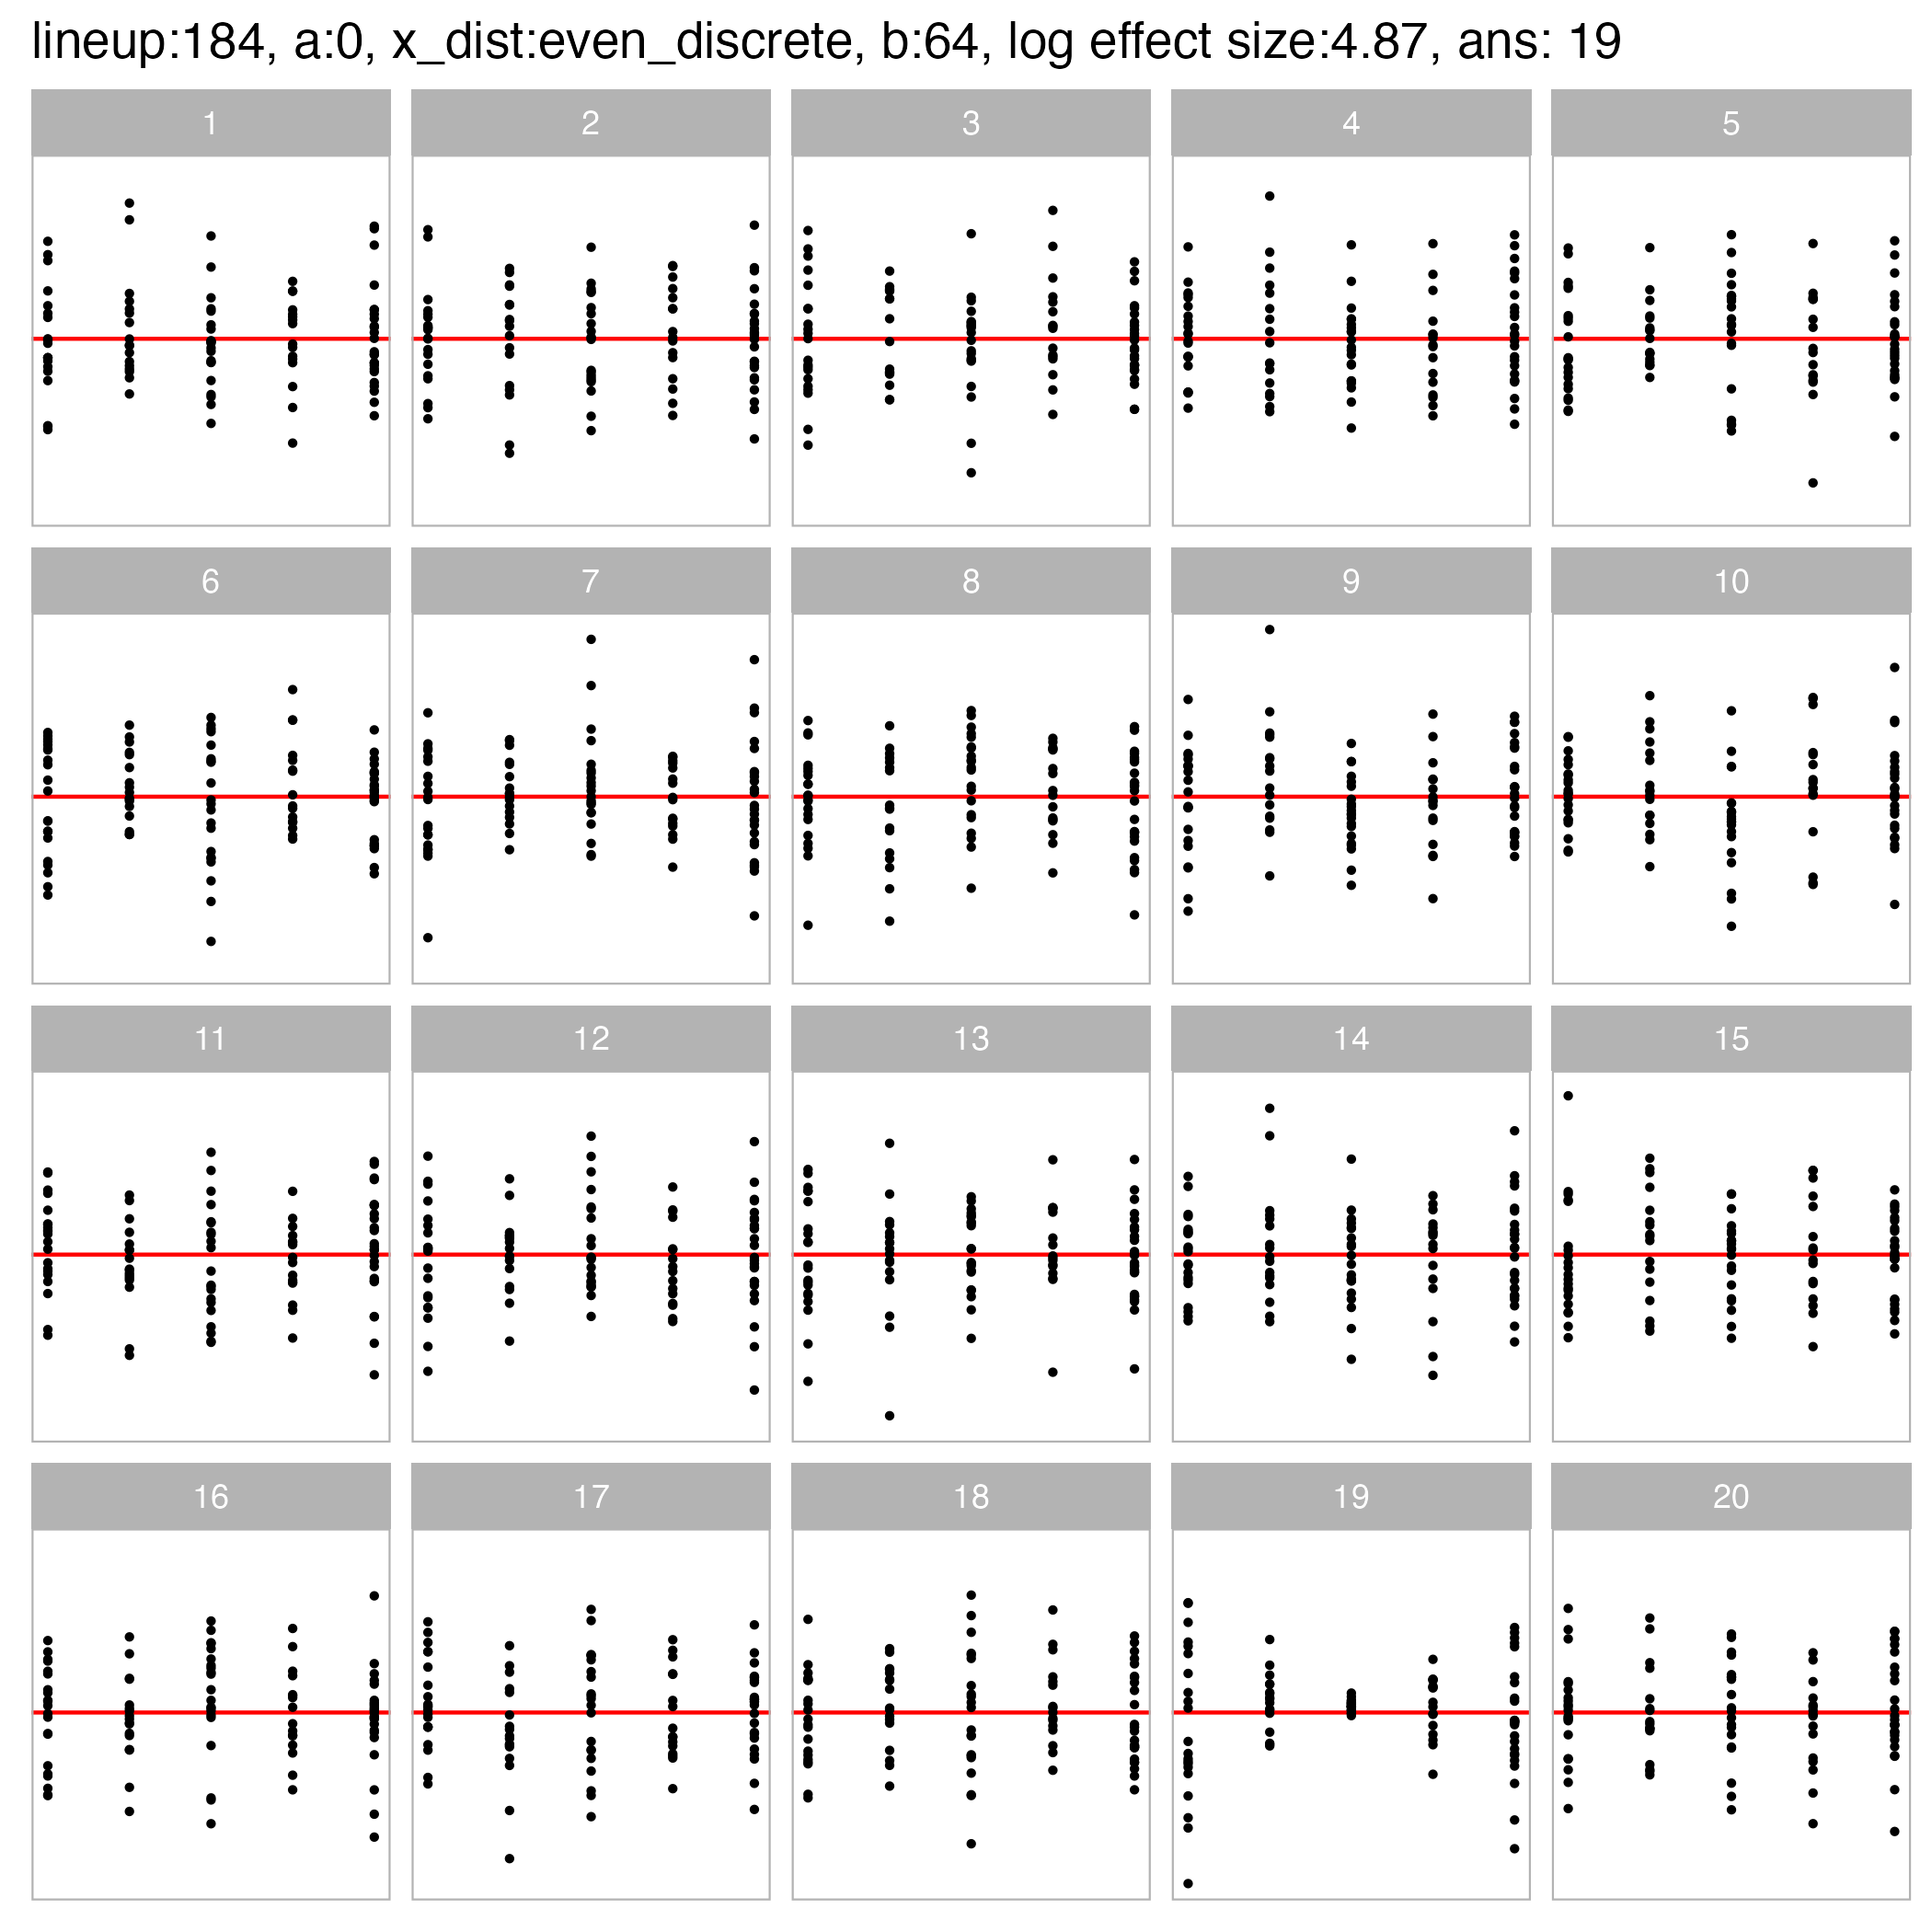 lineup:184, a:0, x_dist:even_discrete, b:64, log effect size:4.87, ans: 19
1 2 3 4 5
6 7 8 9 10
11 12 13 14 15
16 17 18 19 20